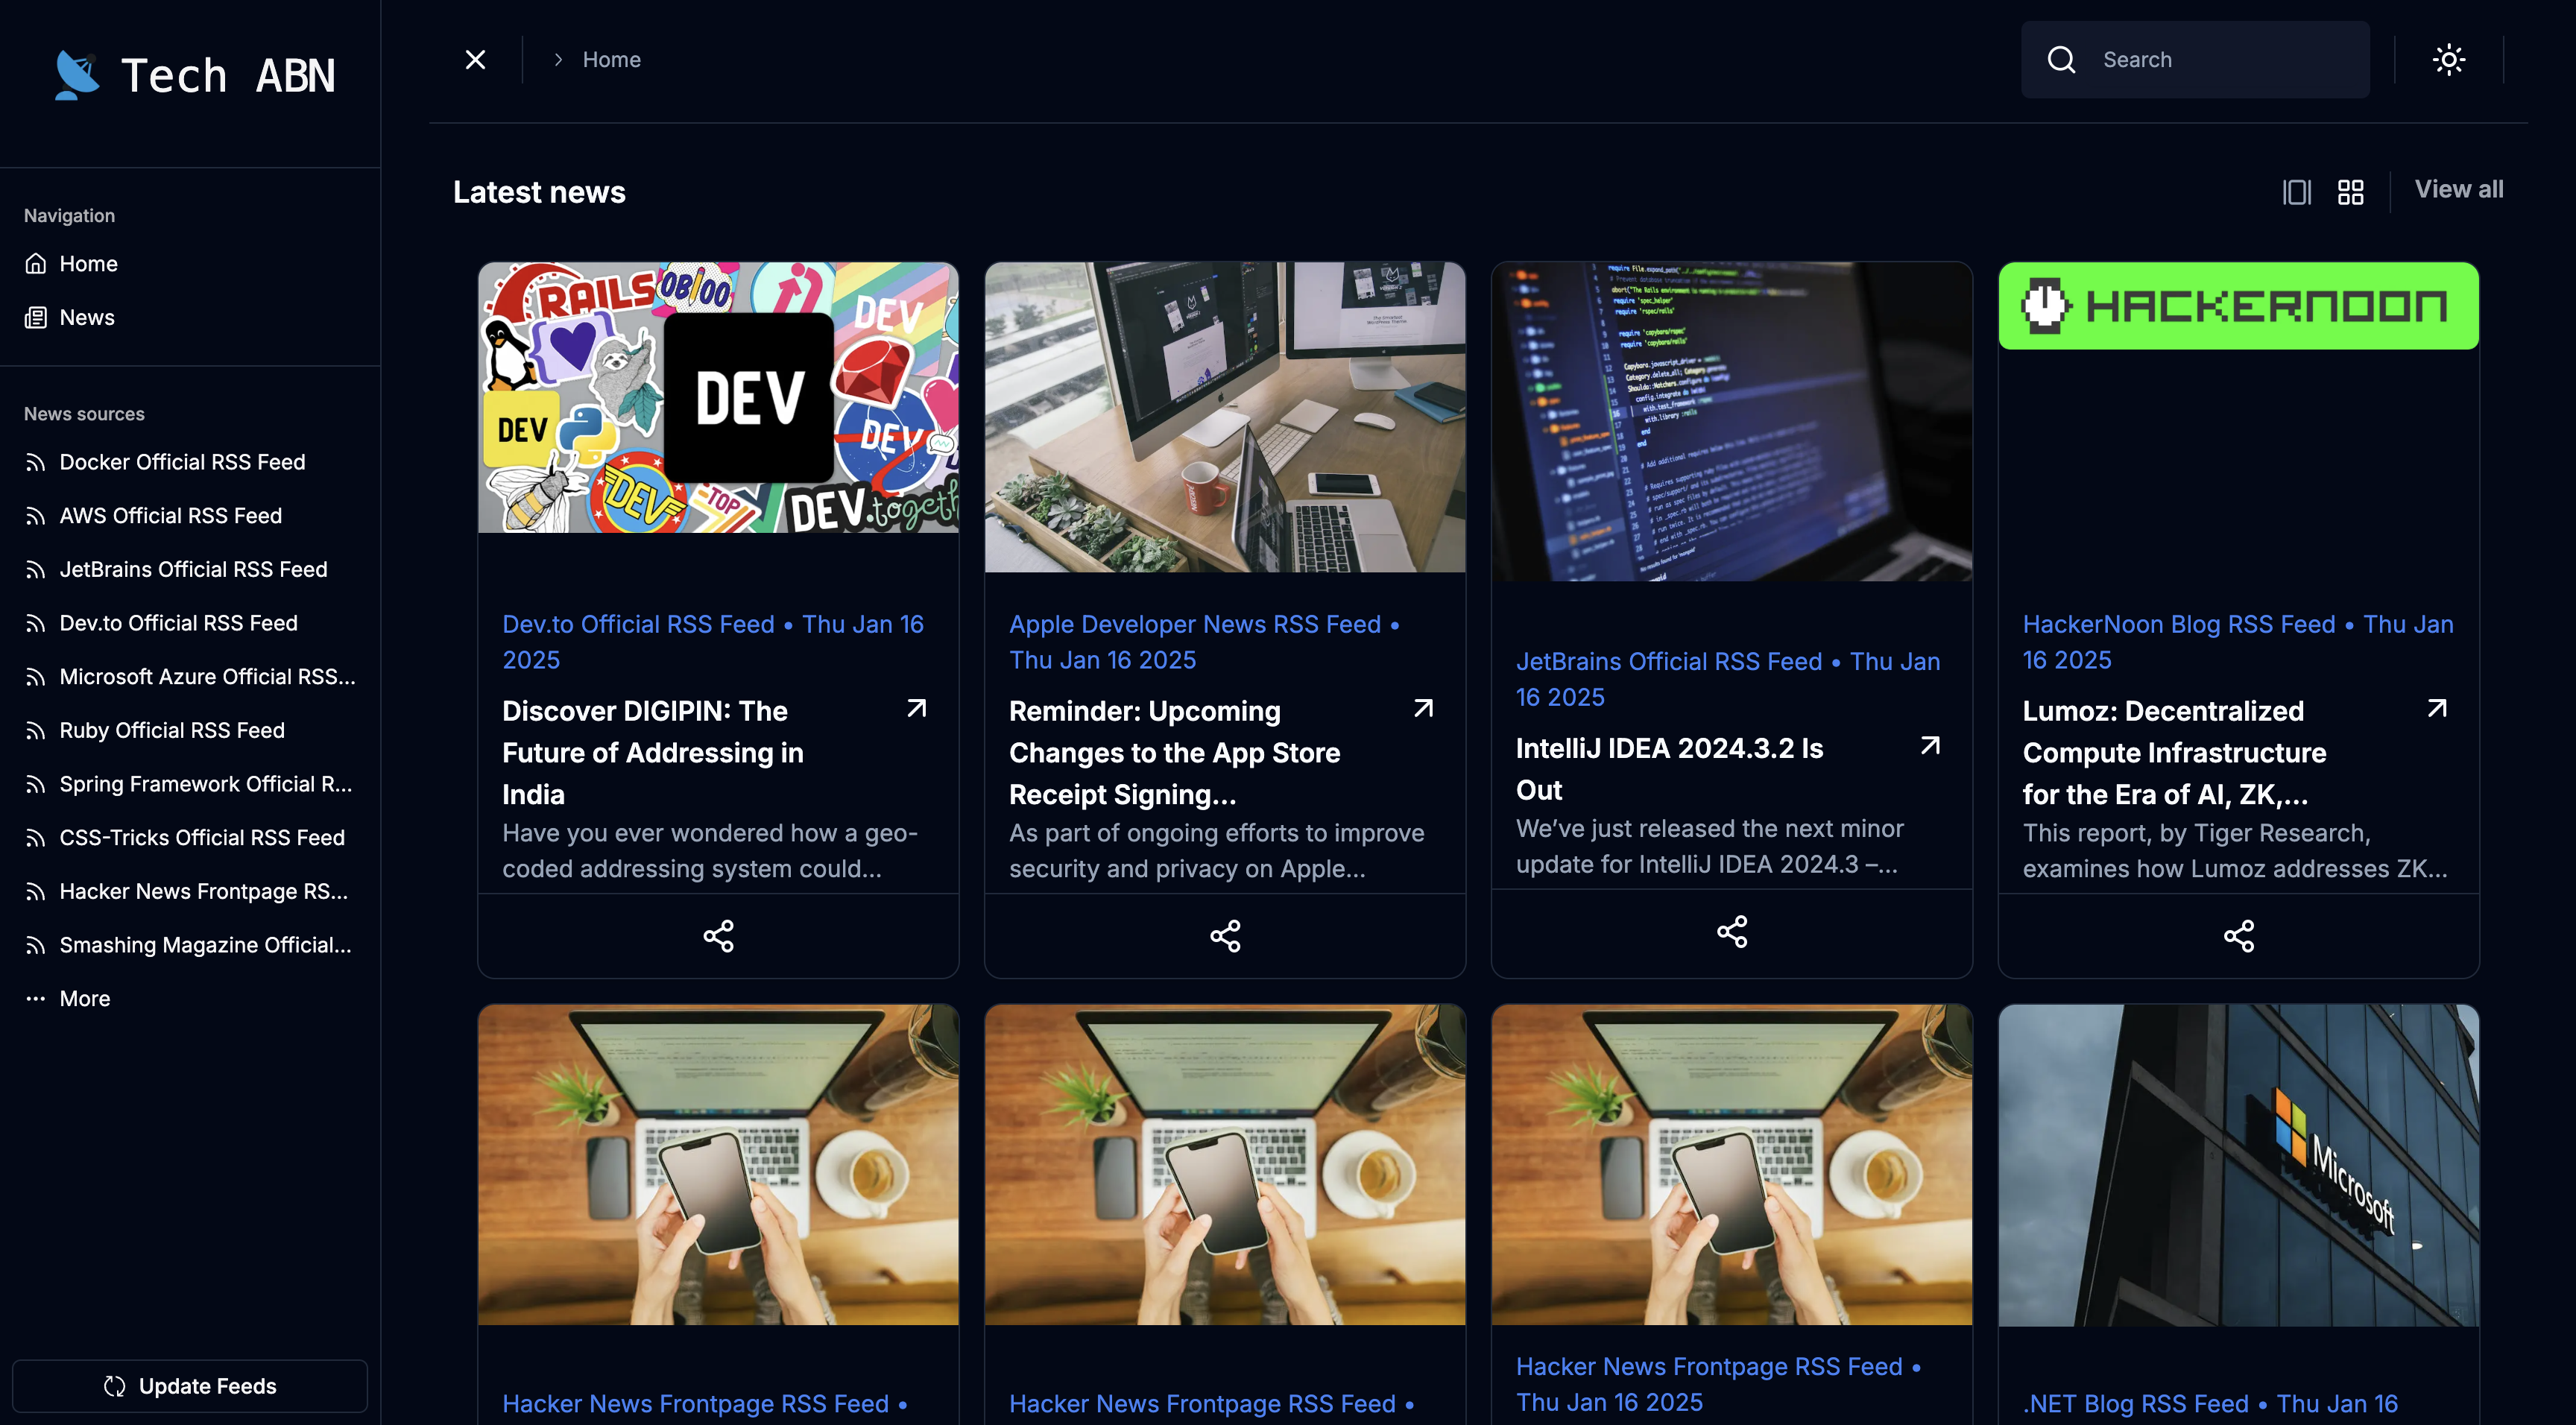 Tech ABN
Home
Search
Navigation
Home
News
News sources
Docker Official RSS Feed
AWS Official RSS Feed
JetBrains Official RSS Feed
Dev.to Official RSS Feed
Microsoft Azure Official RSS...
Ruby Official RSS Feed
Spring Framework Official R...
CSS-Tricks Official RSS Feed
Hacker News Frontpage RS...
Smashing Magazine Official...
More
Update Feeds
Latest news
View all
RAILS
DEV
DEV
DEV
DEV
DEV
TOP
DEV.togeth
Dev.to Official RSS Feed • Thu Jan 16
2025
Discover DIGIPIN: The
Future of Addressing in
India
Have you ever wondered how a geo-
coded addressing system could...
Apple Developer News RSS Feed •
Thu Jan 16 2025
Reminder: Upcoming
Changes to the App Store
Receipt Signing...
As part of ongoing efforts to improve
security and privacy on Apple...
JetBrains Official RSS Feed • Thu Jan
16 2025
IntelliJ IDEA 2024.3.2 Is
Out
We’ve just released the next minor
update for IntelliJ IDEA 2024.3 –...
HACKERNOON
HackerNoon Blog RSS Feed • Thu Jan
16 2025
Lumoz: Decentralized
Compute Infrastructure
for the Era of AI, ZK,...
This report, by Tiger Research,
examines how Lumoz addresses ZK...
Hacker News Frontpage RSS Feed •
Hacker News Frontpage RSS Feed •
Hacker News Frontpage RSS Feed •
Thu Jan 16 2025
Microsoft
.NET Blog RSS Feed • Thu Jan 16